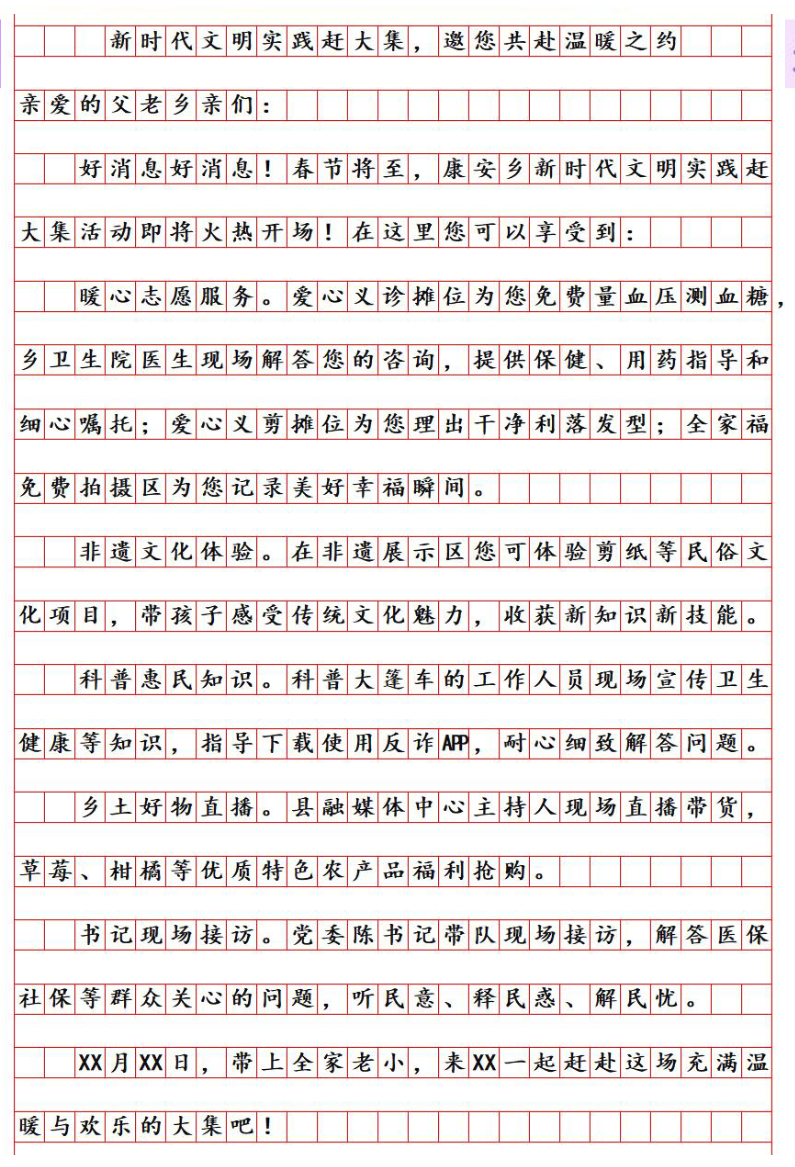 新时代文明实践赶大集，邀您共赴温暖之约
亲爱的父老乡亲们：
好消息好消息！春节将至，康安乡新时代文明实践赶
大集活动即将火热开场！在这里您可以享受到：
暖心志愿服务。爱心义诊摊位为您免费量血压测血糖，
乡卫生院医生现场解答您的咨询，提供保健、用药指导和
细心嘱托；爱心义剪摊位为您理出干净利落发型；全家福
免费拍摄区为您记录美好幸福瞬间。
非遗文化体验。在非遗展示区您可体验剪纸等民俗文
化项目，带孩子感受传统文化魅力，收获新知识新技能。
科普惠民知识。科普大篷车的工作人员现场宣传卫生
健康等知识，指导下载使用反诈APP，耐心细致解答问题。
乡土好物直播。县融媒体中心主持人现场直播带货，
草莓、柑橘等优质特色农产品福利抢购。
书记现场接访。党委陈书记带队现场接访，解答医保
社保等群众关心的问题，听民意、释民惑、解民忧。
XX月XX日，带上全家老小，来XX一起赶赴这场充满温
暖与欢乐的大集吧！